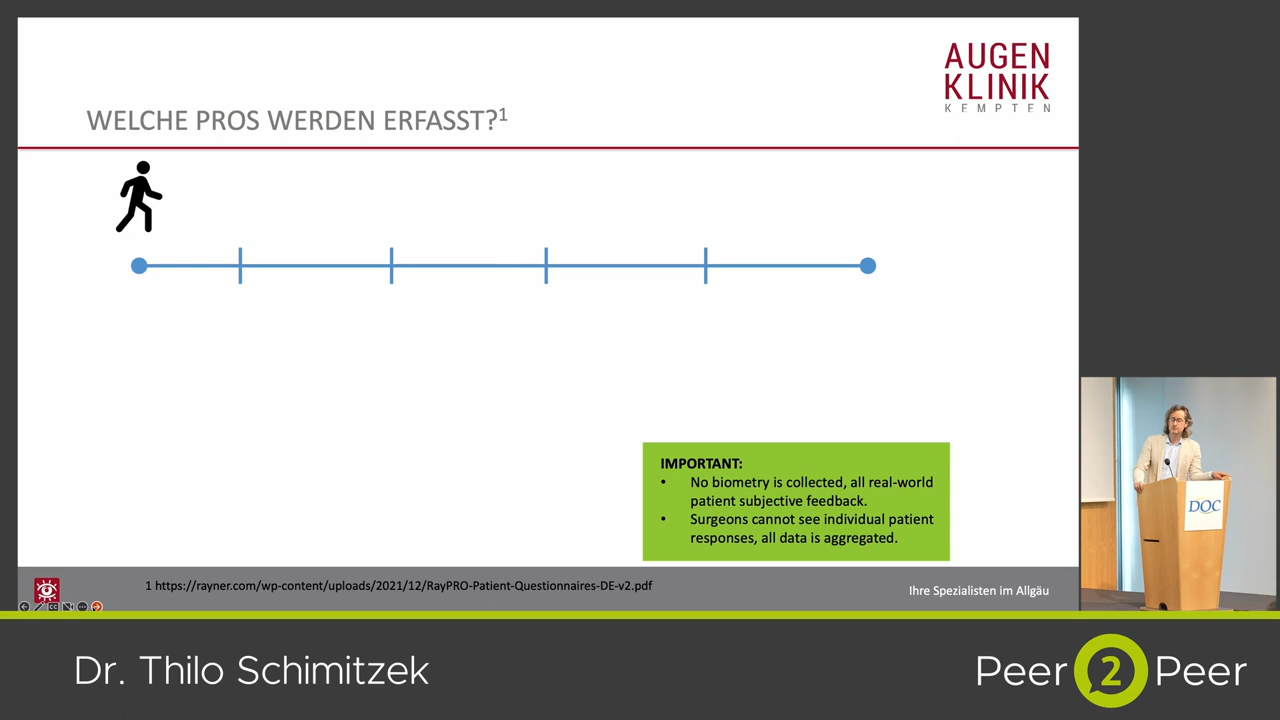 AUGEN
KLINIK
KEMPTEN
WELCHE PROS WERDEN ERFASST?¹
IMPORTANT:
• No biometry is collected, all real-world
patient subjective feedback.
• Surgeons cannot see individual patient
responses, all data is aggregated.
1 https://rayner.com/wp-content/uploads/2021/12/RayPRO-Patient-Questionnaires-DE-v2.pdf
Ihre Spezialisten im Allgäu
DOC
Dr. Thilo Schimitzek
Peer 2 Peer